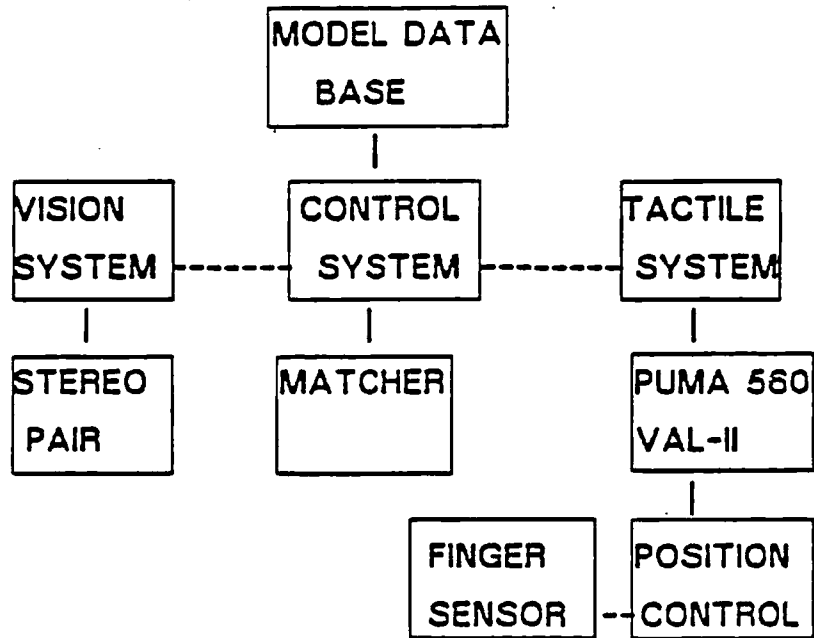 MODEL DATA
BASE
VISION
SYSTEM
CONTROL
SYSTEM
TACTILE
SYSTEM
STEREO
PAIR
MATCHER
PUMA 560
VAL-II
FINGER
SENSOR
POSITION
CONTROL